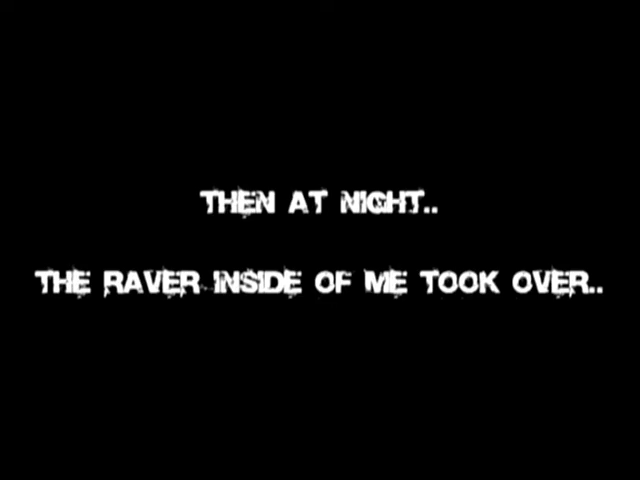 THEN AT NIGHT..
THE RAVER INSIDE OF ME TOOK OVER..